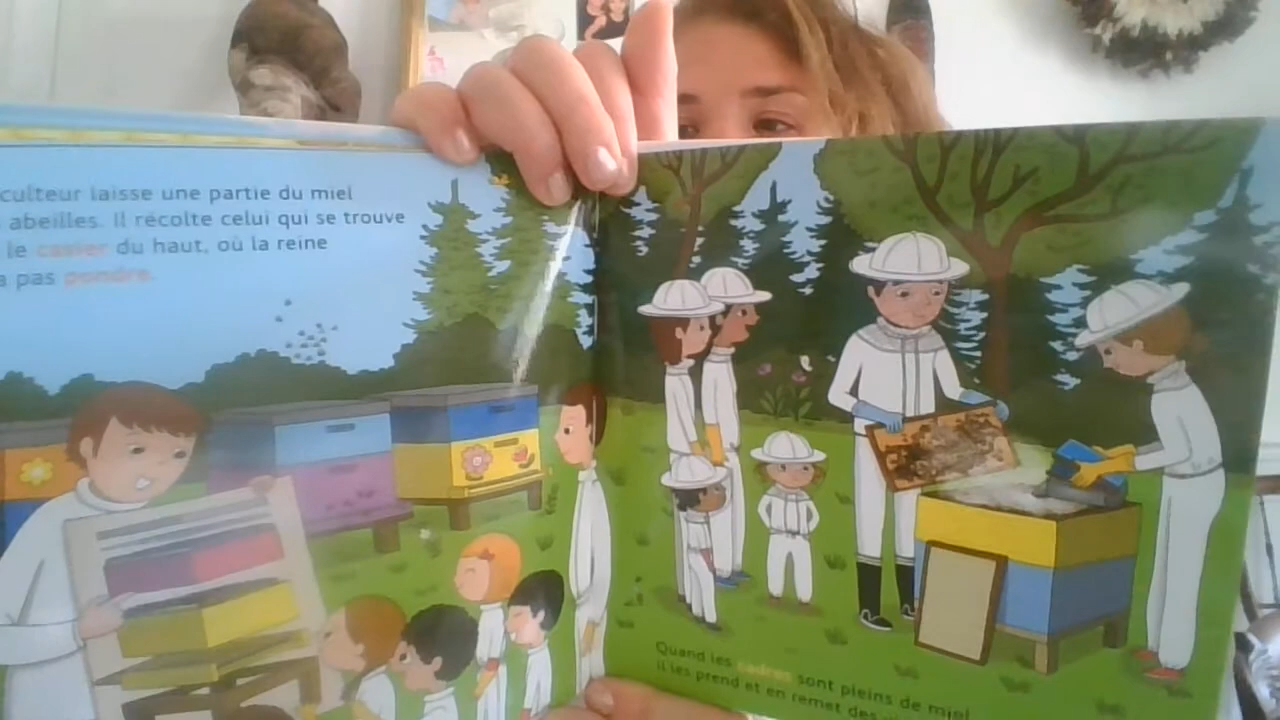 culteur laisse une partie du miel
abeilles. Il récolte celui qui se trouve
le casier du haut, où la reine
a pas pondre.
Quand les cadres sont pleins de miel
il les prend et en remet des